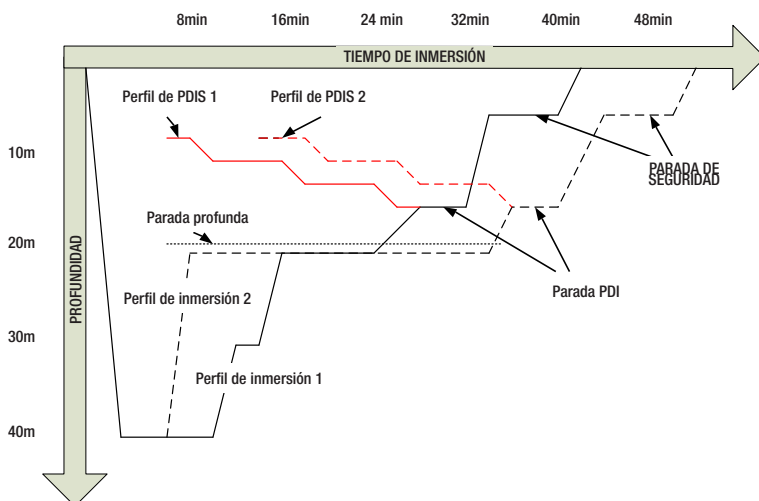 8min 16min 24 min 32min 40min 48min
TIEMPO DE INMERSIÓN
Perfil de PDIS 1
Perfil de PDIS 2
10m
PARADA DE
SEGURIDAD
Parada profunda
20m
PROFUNDIDAD
Perfil de inmersión 2
Parada PDI
30m
Perfil de inmersión 1
40m